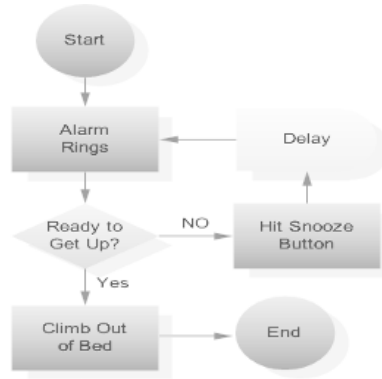 Start
Alarm
Rings
Delay
Ready to
Get Up?
NO
Hit Snooze
Button
Yes
Climb Out
of Bed
End